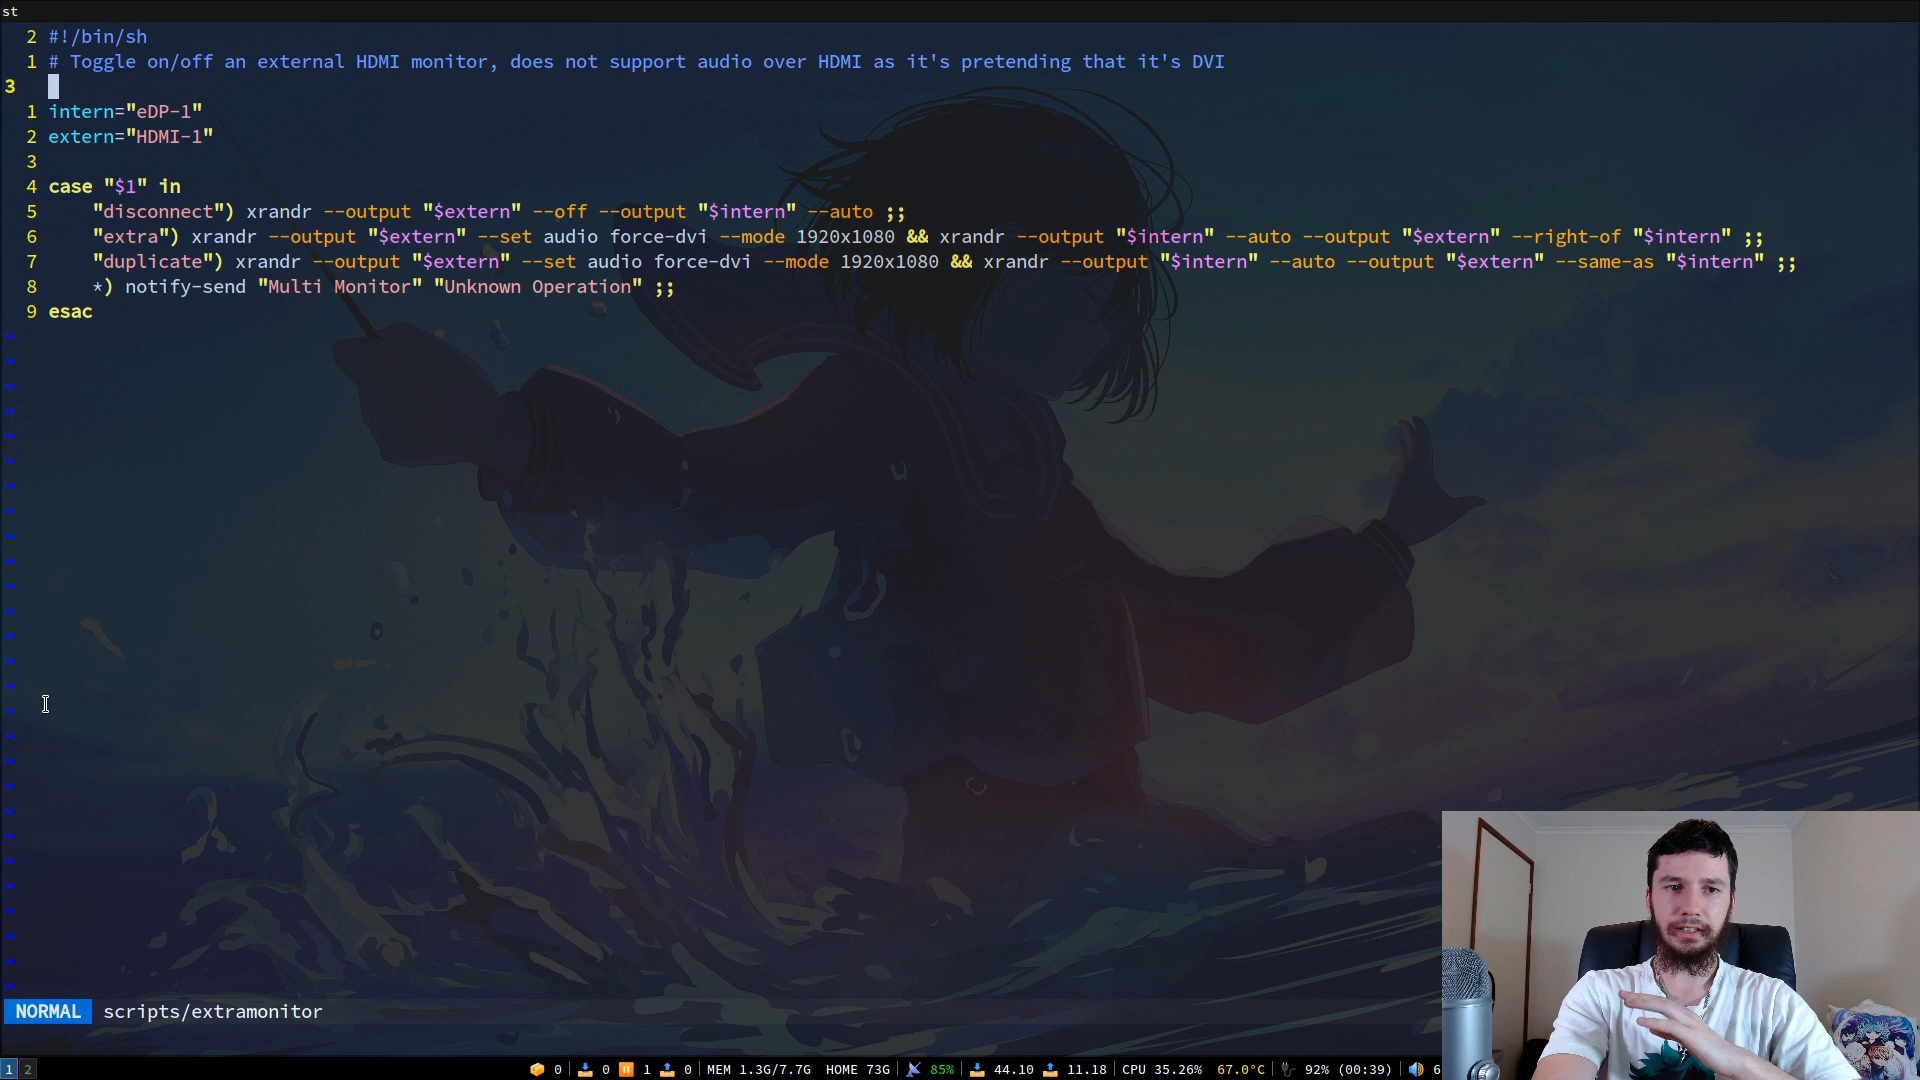 st
2 #!/bin/sh
1 # Toggle on/off an external HDMI monitor, does not support audio over HDMI as it's pretending that it's DVI
3
1 intern="eDP-1"
2 extern="HDMI-1"
3
4 case "$1" in
5     "disconnect") xrandr --output "$extern" --off --output "$intern" --auto ;;
6     "extra") xrandr --output "$extern" --set audio force-dvi --mode 1920x1080 && xrandr --output "$intern" --auto --output "$extern" --right-of "$intern" ;;
7     "duplicate") xrandr --output "$extern" --set audio force-dvi --mode 1920x1080 && xrandr --output "$intern" --auto --output "$extern" --same-as "$intern" ;;
8     *) notify-send "Multi Monitor" "Unknown Operation" ;;
9 esac
NORMAL scripts/extramonitor
1 2 0 0 1 0 MEM 1.3G/7.7G HOME 73G 85% 44.10 11.18 CPU 35.26% 67.0°C 92% (00:39) 6